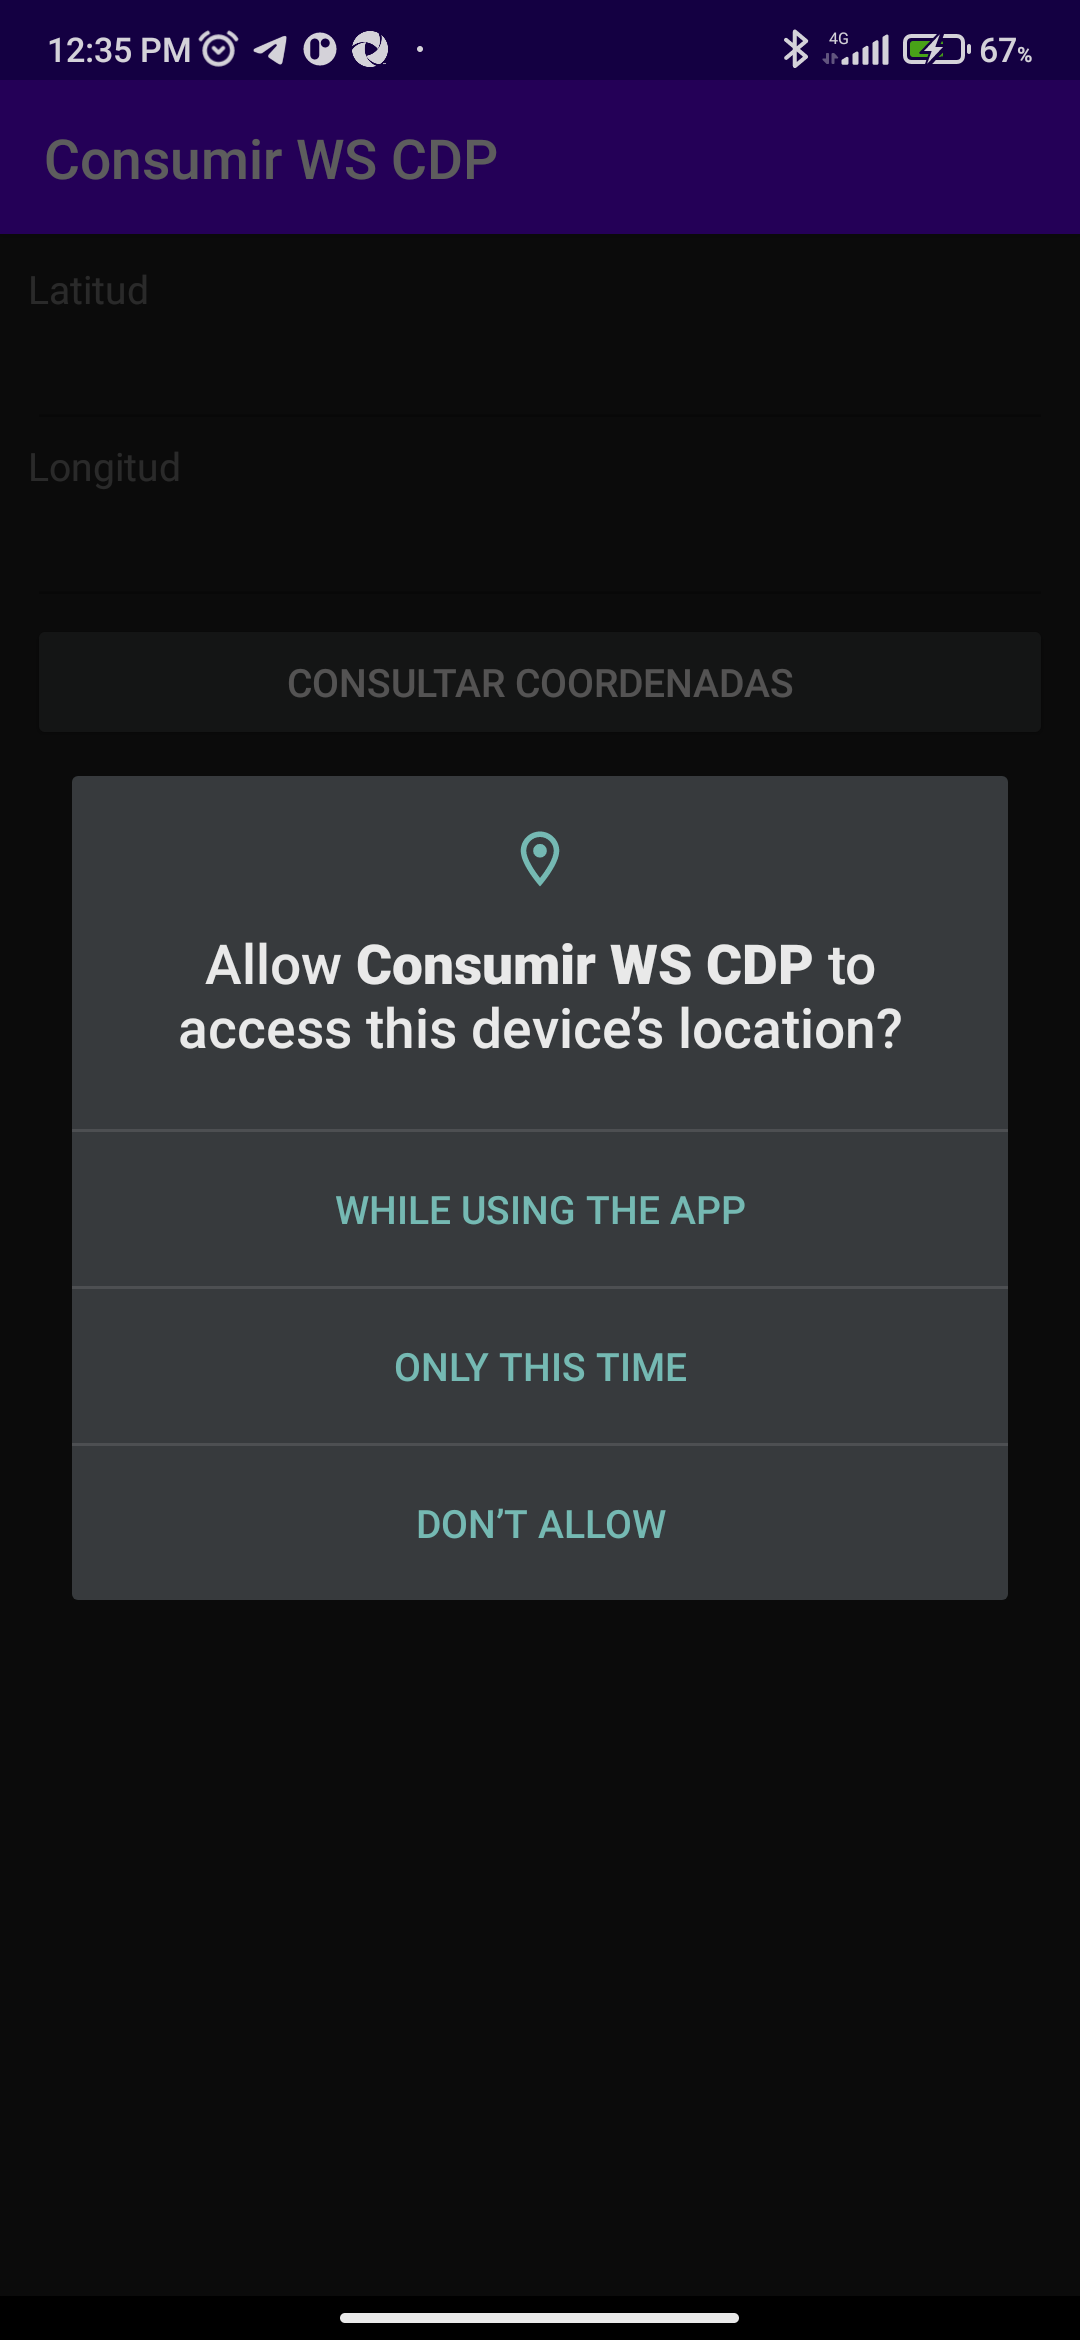 12:35 PM 4G 67%
Consumir WS CDP
Latitud
Longitud
CONSULTAR COORDENADAS
Allow Consumir WS CDP to
access this device’s location?
WHILE USING THE APP
ONLY THIS TIME
DON’T ALLOW